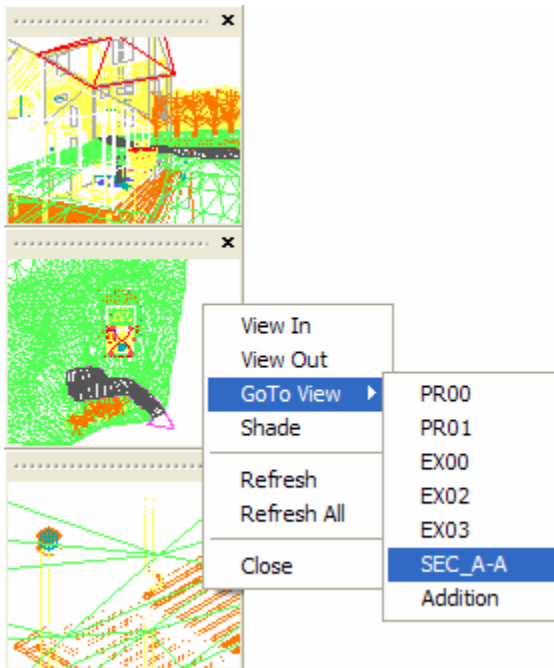 View In
View Out
GoTo View
Shade
Refresh
Refresh All
Close
PR00
PR01
EX00
EX02
EX03
SEC_A-A
Addition